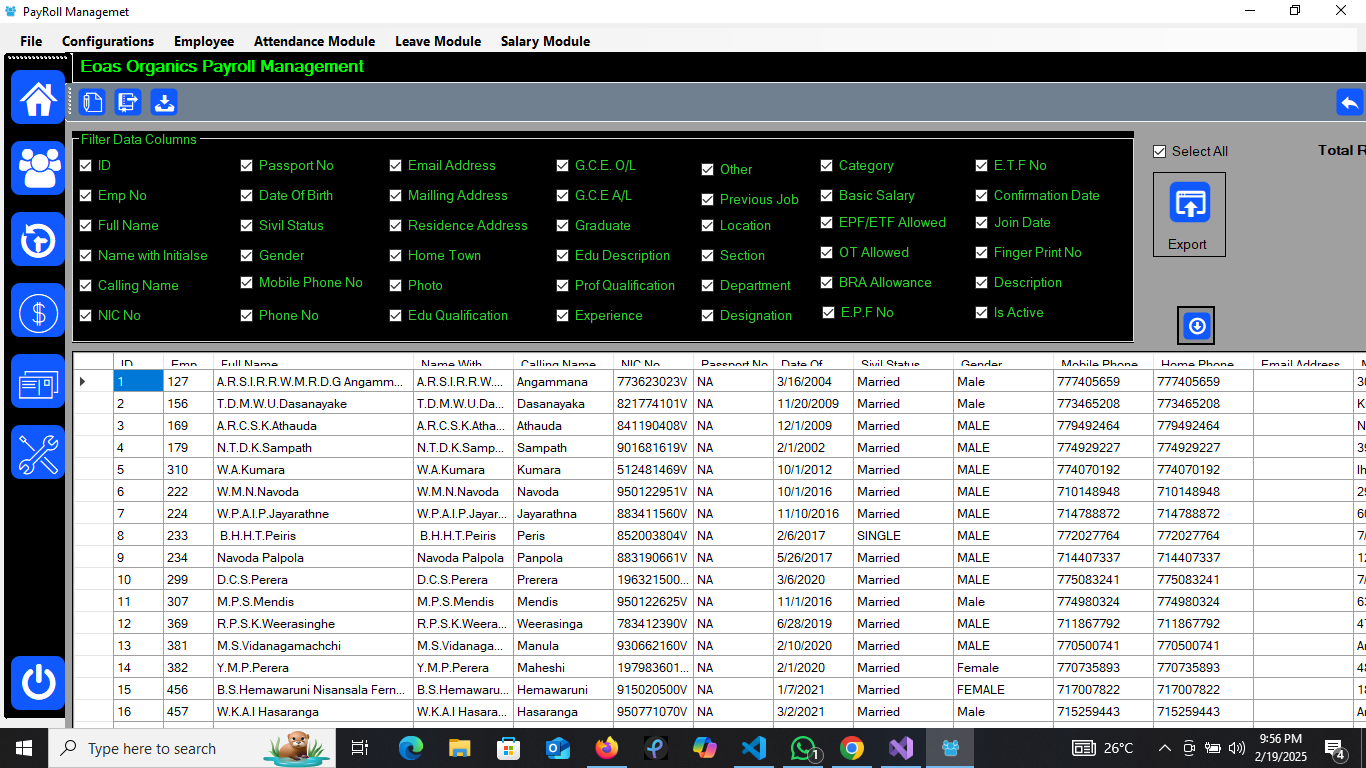 PayRoll Managemet
File Configurations Employee Attendance Module Leave Module Salary Module
Eoas Organics Payroll Management
Filter Data Columns
ID Passport No Email Address G.C.E. O/L Other Category E.T.F No
Emp No Date Of Birth Mailling Address G.C.E A/L Previous Job Basic Salary Confirmation Date
Full Name Sivil Status Residence Address Graduate Location EPF/ETF Allowed Join Date
Name with Initialse Gender Home Town Edu Description Section OT Allowed Finger Print No
Calling Name Mobile Phone No Photo Prof Qualification Department BRA Allowance Description
NIC No Phone No Edu Qualification Experience Designation E.P.F No Is Active
Select All Total R
Export
ID Emp Full Name Name With Calling Name NIC No Passport No Date Of Sivil Status Gender Mobile Phone Home Phone Email Address
1 127 A.R.S.I.R.R.W.M.R.D.G Angamm... A.R.S.I.R.R.W.... Angammana 773623023V NA 3/16/2004 Married Male 777405659 777405659 30
2 156 T.D.M.W.U.Dasanayake T.D.M.W.U.Da... Dasanayaka 821774101V NA 11/20/2009 Married Male 773465208 773465208
3 169 A.R.C.S.K.Athauda A.R.C.S.K.Atha... Athauda 841190408V NA 12/1/2009 Married MALE 779492464 779492464 N
4 179 N.T.D.K.Sampath N.T.D.K.Samp... Sampath 901681619V NA 2/1/2002 Married MALE 774929227 774929227 39
5 310 W.A.Kumara W.A.Kumara Kumara 512481469V NA 10/1/2012 Married MALE 774070192 774070192
6 222 W.M.N.Navoda W.M.N.Navoda Navoda 950122951V NA 10/1/2016 Married MALE 710148948 710148948 29
7 224 W.P.A.I.P.Jayarathne W.P.A.I.P.Jayar... Jayarathna 883411560V NA 11/10/2016 Married MALE 714788872 714788872
8 233 B.H.H.T.Peiris B.H.H.T.Peiris Peris 852003804V NA 2/6/2017 SINGLE MALE 772027764 772027764 7/
9 234 Navoda Palpola Navoda Palpola Panpola 883190661V NA 5/26/2017 Married MALE 714407337 714407337 12
10 299 D.C.S.Perera D.C.S.Perera Prerera 196321500... NA 3/6/2020 Married MALE 775083241 775083241 7/
11 307 M.P.S.Mendis M.P.S.Mendis Mendis 950122625V NA 11/1/2016 Married Male 774980324 774980324 63
12 369 R.P.S.K.Weerasinghe R.P.S.K.Weera... Weerasinga 783412390V NA 6/28/2019 Married MALE 711867792 711867792 47
13 381 M.S.Vidanagamachchi M.S.Vidanaga... Manula 930662160V NA 2/10/2020 Married MALE 770500741 770500741
14 382 Y.M.P.Perera Y.M.P.Perera Maheshi 197983601... NA 2/1/2020 Married Female 770735893 770735893 48
15 456 B.S.Hemawaruni Nisansala Fern... B.S.Hemawaru... Hemawaruni 915020500V NA 1/7/2021 Married FEMALE 717007822 717007822 18
16 457 W.K.A.I Hasaranga W.K.A.I Hasara... Hasaranga 950771070V NA 3/2/2021 Married Male 715259443 715259443
Type here to search 1 26°C 9:56 PM 4
2/19/2025